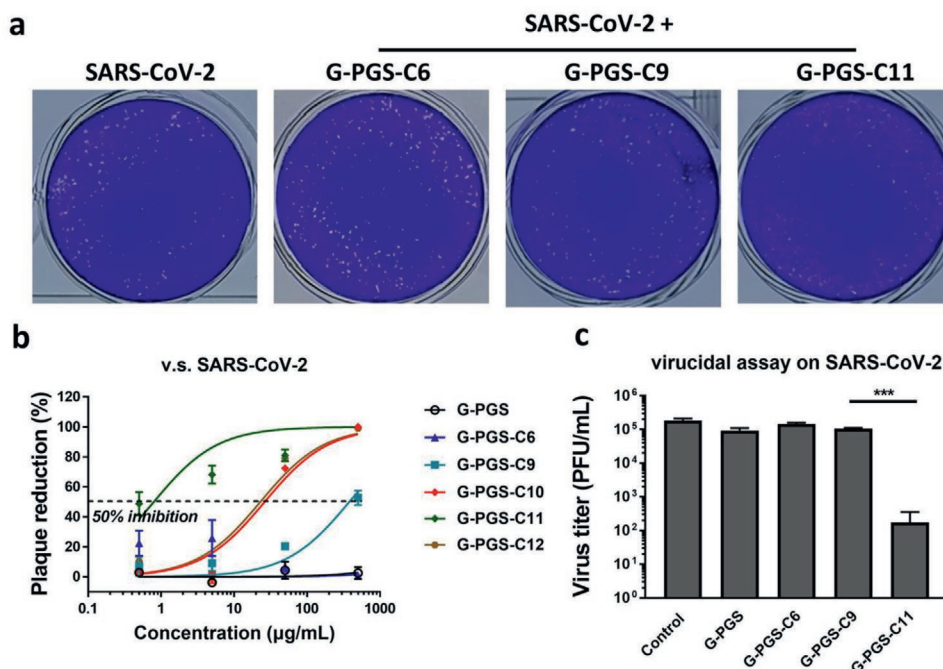 a
SARS-CoV-2 +
SARS-CoV-2
G-PGS-C6
G-PGS-C9
G-PGS-C11
b
v.s. SARS-CoV-2
Plaque reduction (%)
120
100
80
60
40
20
0
50% inhibition
0.1
1
10
100
1000
Concentration (µg/mL)
G-PGS
G-PGS-C6
G-PGS-C9
G-PGS-C10
G-PGS-C11
G-PGS-C12
c
virucidal assay on SARS-CoV-2
***
Virus titer (PFU/mL)
10⁶
10⁵
10⁴
10³
10²
10¹
10⁰
Control
G-PGS
G-PGS-C6
G-PGS-C9
G-PGS-C11